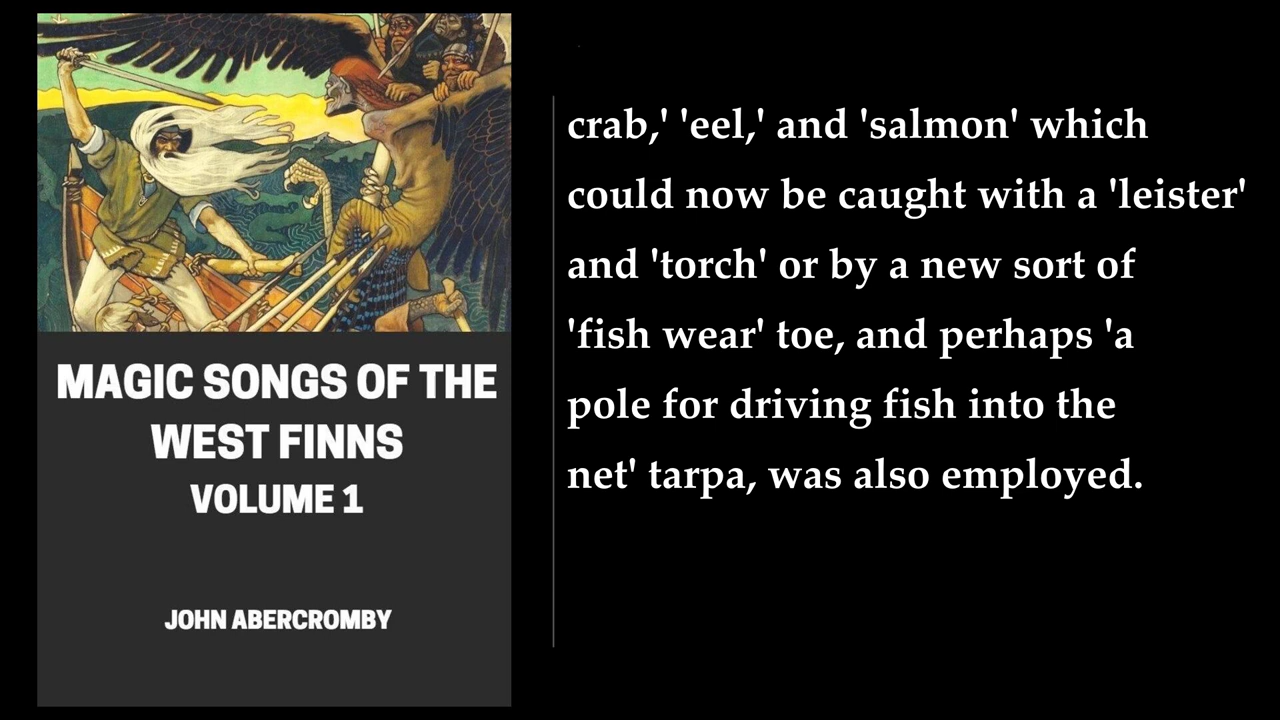 MAGIC SONGS OF THE
WEST FINNS
VOLUME 1
JOHN ABERCROMBY
crab,' 'eel,' and 'salmon' which
could now be caught with a 'leister'
and 'torch' or by a new sort of
'fish wear' toe, and perhaps 'a
pole for driving fish into the
net' tarpa, was also employed.